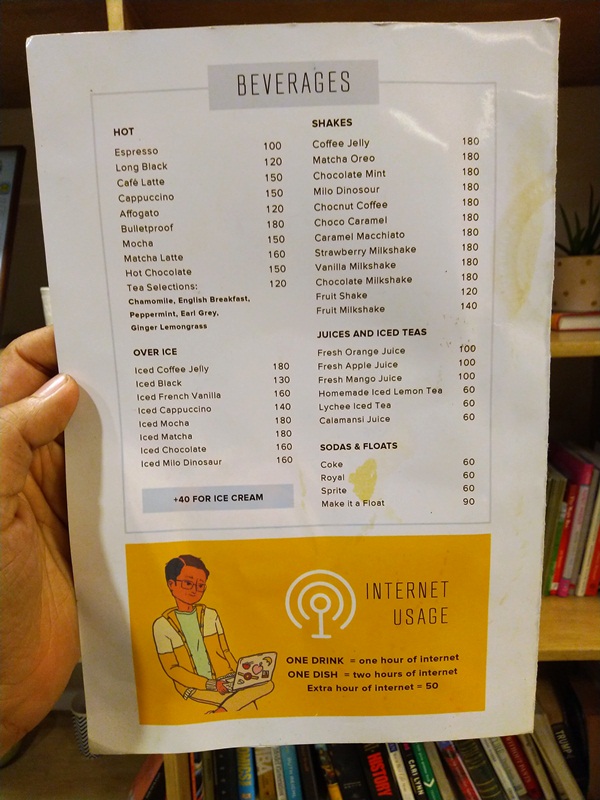 BEVERAGES
HOT
Espresso 100
Long Black 120
Café Latte 150
Cappuccino 150
Affogato 120
Bulletproof 180
Mocha 150
Matcha Latte 160
Hot Chocolate 150
Tea Selections: 120
Chamomile, English Breakfast,
Peppermint, Earl Grey,
Ginger Lemongrass
OVER ICE
Iced Coffee Jelly 180
Iced Black 130
Iced French Vanilla 160
Iced Cappuccino 140
Iced Mocha 180
Iced Matcha 180
Iced Chocolate 160
Iced Milo Dinosaur 160
+40 FOR ICE CREAM
SHAKES
Coffee Jelly 180
Matcha Oreo 180
Chocolate Mint 180
Milo Dinosour 180
Chocnut Coffee 180
Choco Caramel 180
Caramel Macchiato 180
Strawberry Milkshake 180
Vanilla Milkshake 180
Chocolate Milkshake 180
Fruit Shake 120
Fruit Milkshake 140
JUICES AND ICED TEAS
Fresh Orange Juice 100
Fresh Apple Juice 100
Fresh Mango Juice 100
Homemade Iced Lemon Tea 60
Lychee Iced Tea 60
Calamansi Juice 60
SODAS & FLOATS
Coke 60
Royal 60
Sprite 60
Make it a Float 90
INTERNET
USAGE
ONE DRINK = one hour of internet
ONE DISH = two hours of internet
Extra hour of internet = 50
HISTORY
CARI LYNN
TRUMP